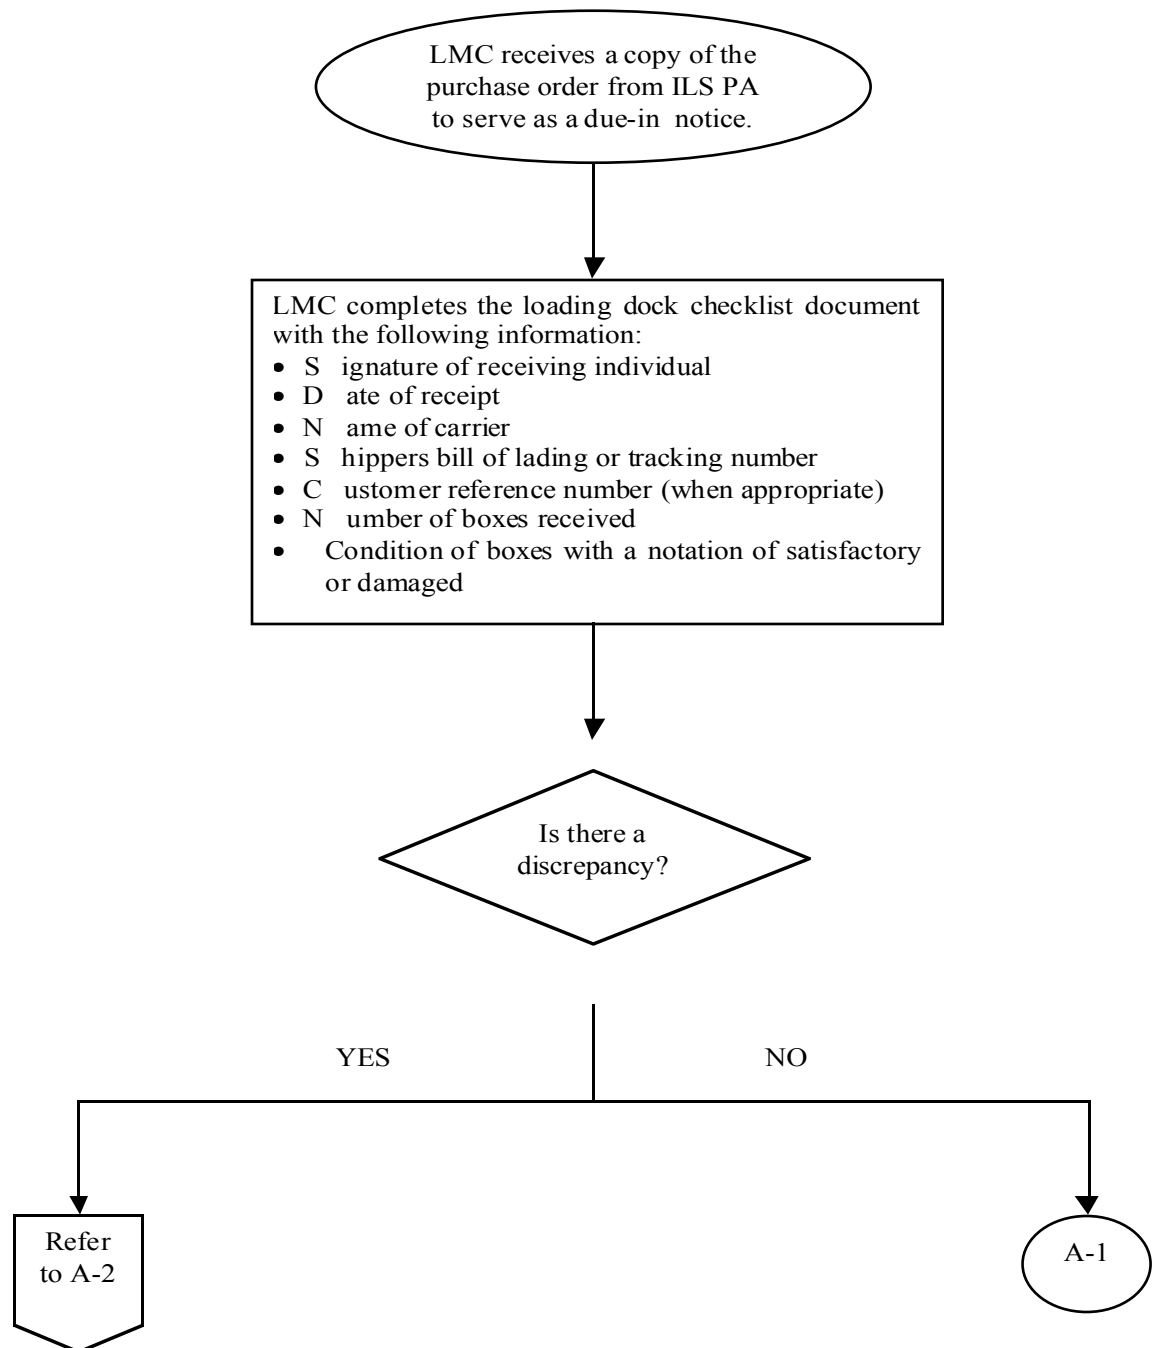 LMC receives a copy of the
purchase order from ILS PA
to serve as a due-in notice.
LMC completes the loading dock checklist document
with the following information:
• S ignature of receiving individual
• D ate of receipt
• N ame of carrier
• S hippers bill of lading or tracking number
• C ustomer reference number (when appropriate)
• N umber of boxes received
• Condition of boxes with a notation of satisfactory
or damaged
Is there a
discrepancy?
YES
NO
Refer
to A-2
A-1